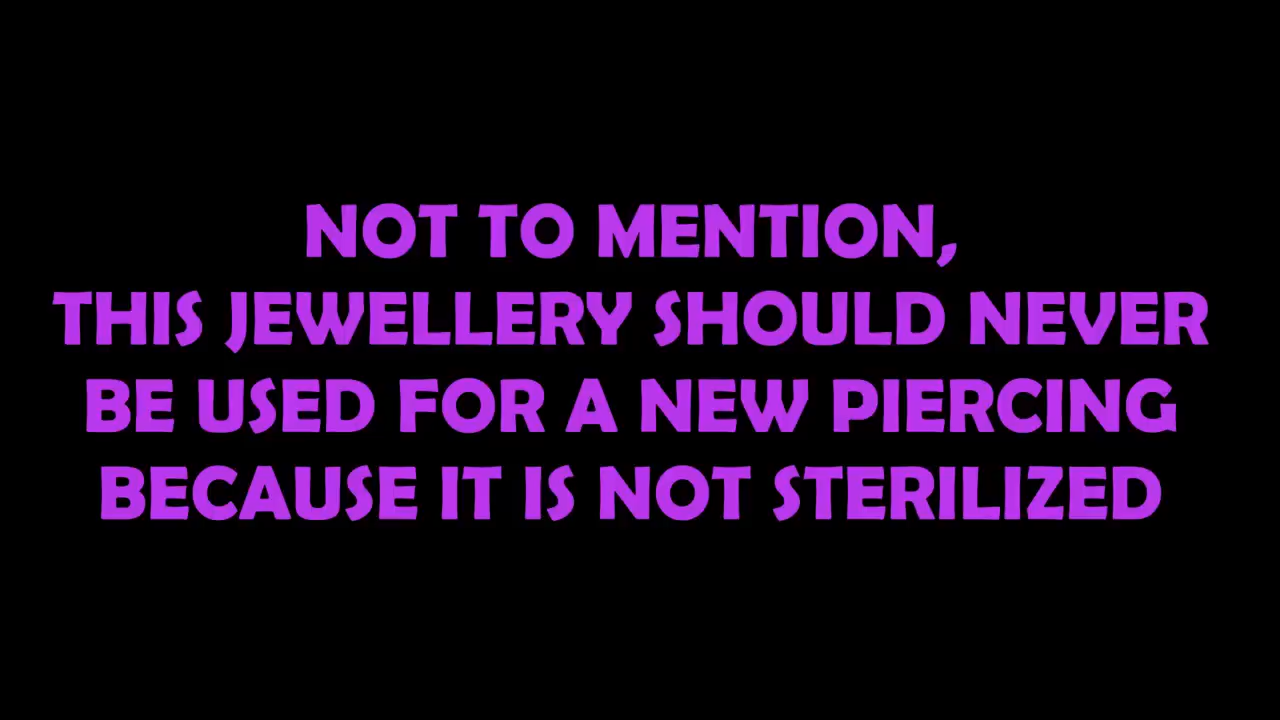 NOT TO MENTION,
THIS JEWELLERY SHOULD NEVER
BE USED FOR A NEW PIERCING
BECAUSE IT IS NOT STERILIZED